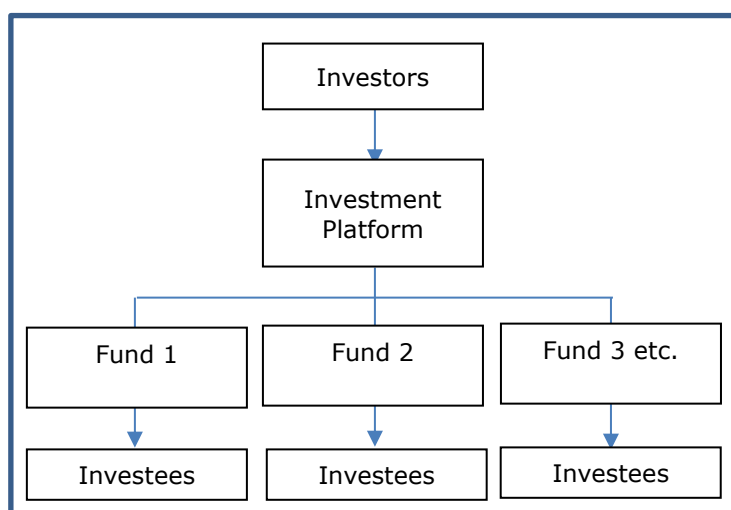 Investors
Investment
Platform
Fund 1
Fund 2
Fund 3 etc.
Investees
Investees
Investees